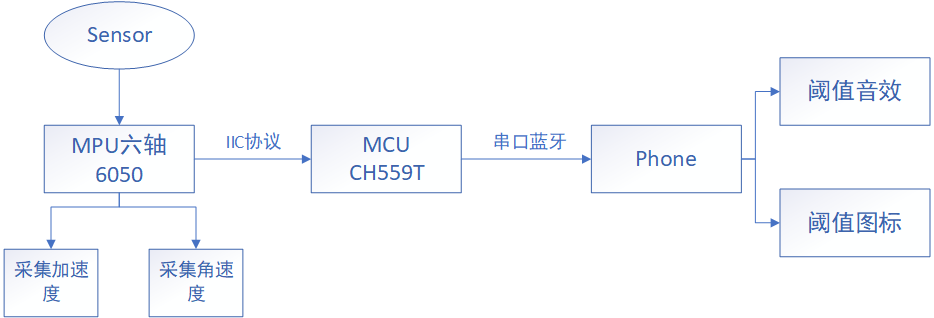 Sensor
MPU六轴
6050
IIC协议
MCU
CH559T
串口蓝牙
Phone
阈值音效
阈值图标
采集加速
度
采集角速
度